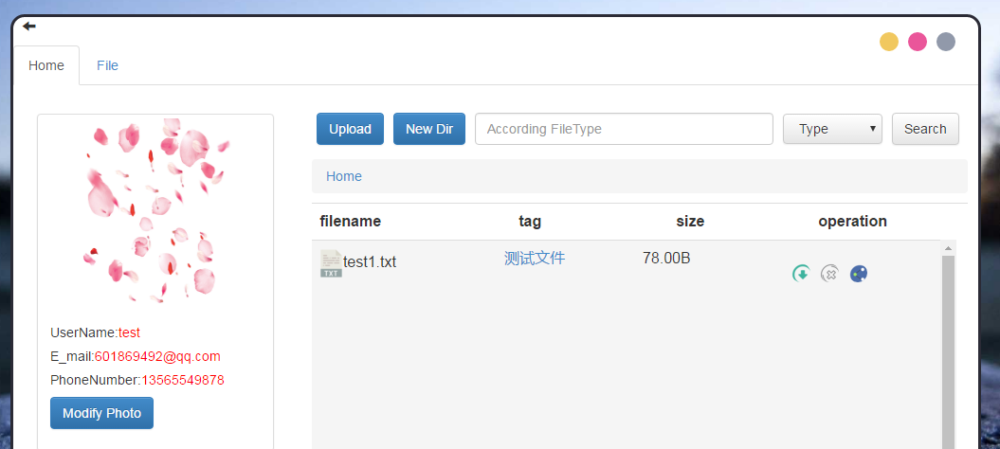 Home File
Upload New Dir According FileType Type Search
Home
filename tag size operation
TXT test1.txt 测试文件 78.00B
UserName:test
E_mail:601869492@qq.com
PhoneNumber:13565549878
Modify Photo